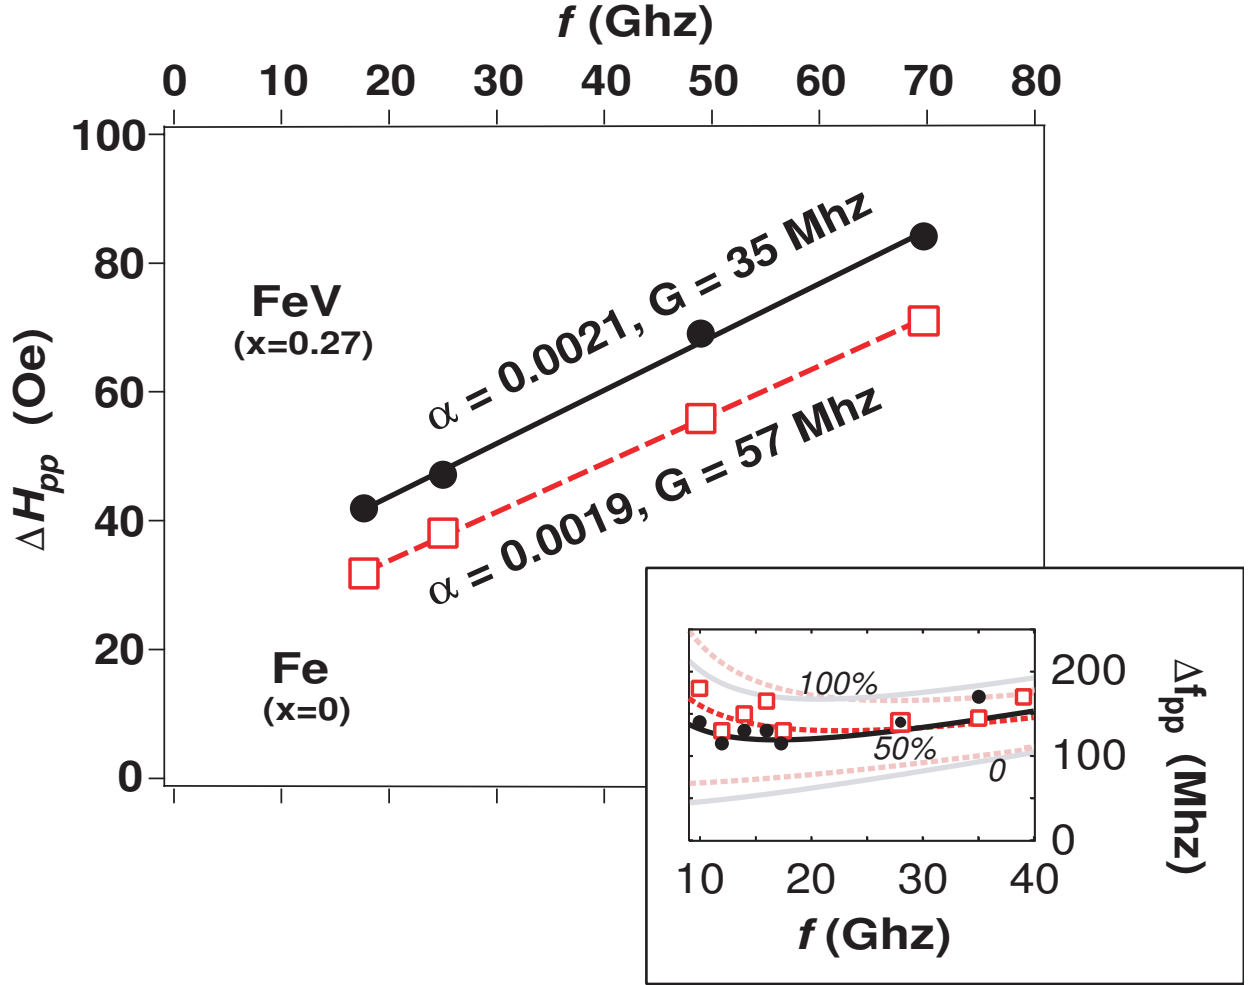 f (Ghz)
0 10 20 30 40 50 60 70 80
100
80
60
40
20
0
ΔHpp (Oe)
FeV
(x=0.27)
α = 0.0021, G = 35 Mhz
α = 0.0019, G = 57 Mhz
Fe
(x=0)
100%
50%
0
200
100
0
Δfpp (Mhz)
10 20 30 40
f (Ghz)